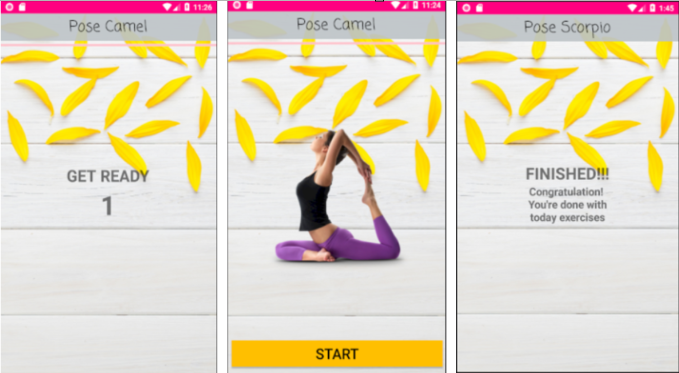 11:26
Pose Camel
GET READY
1
11:24
Pose Camel
START
1:45
Pose Scorpio
FINISHED!!!
Congratulation!
You're done with
today exercises